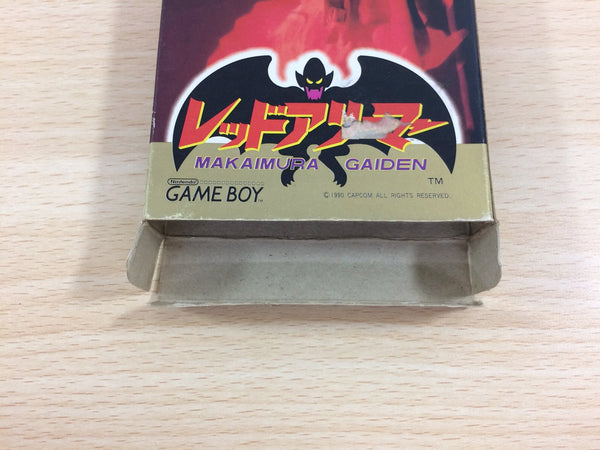 レッドアリーマー
MAKAIMURA GAIDEN
TM
Nintendo
GAME BOY
TM
© 1990 CAPCOM ALL RIGHTS RESERVED.